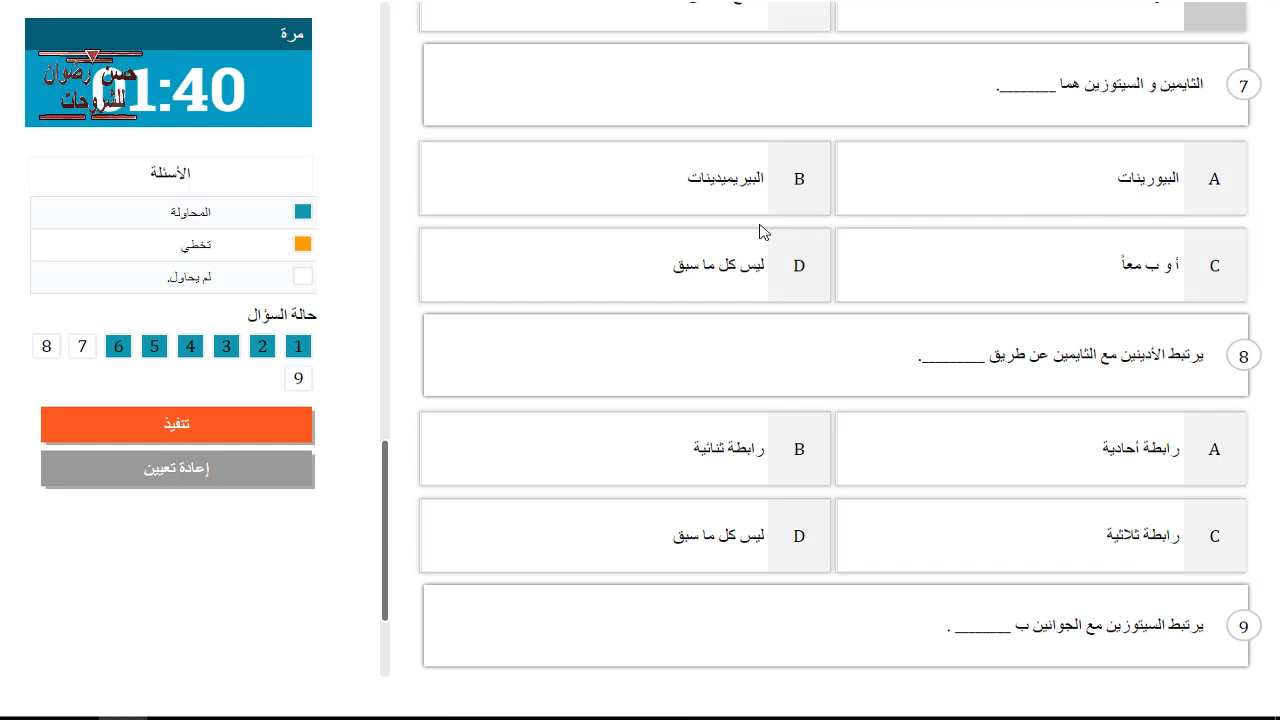 مرة
01:40
حسن رضوان
للشروحات
الأسئلة
المحاولة
تخطي
لم يحاول.
حالة السؤال
1 2 3 4 5 6 7 8
9
تنفيذ
إعادة تعيين
7 الثايمين و السيتوزين هما ________.
A البيورينات
B البيريميدينات
C أ و ب معاً
D ليس كل ما سبق
8 يرتبط الأدينين مع الثايمين عن طريق _________.
A رابطة أحادية
B رابطة ثنائية
C رابطة ثلاثية
D ليس كل ما سبق
9 يرتبط السيتوزين مع الجوانين ب ________ .